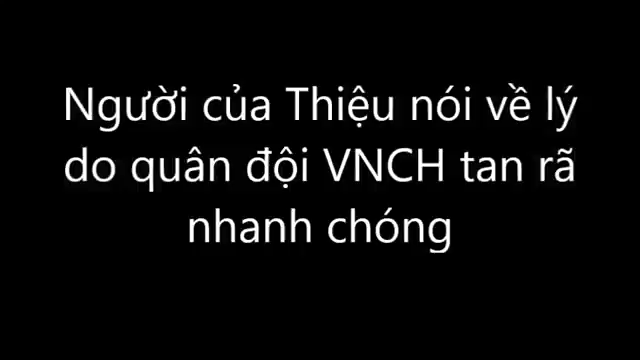 Người của Thiệu nói về lý
do quân đội VNCH tan rã
nhanh chóng